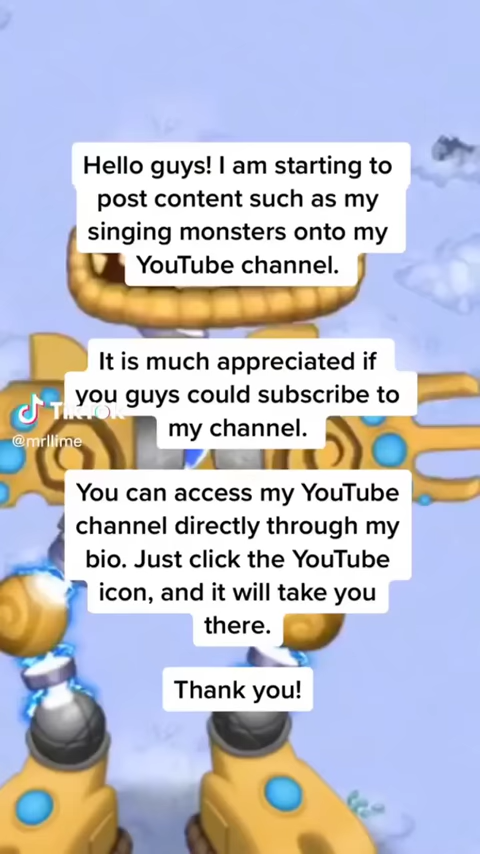 Hello guys! I am starting to
post content such as my
singing monsters onto my
YouTube channel.
It is much appreciated if
you guys could subscribe to
my channel.
TikTok
@mrllime
You can access my YouTube
channel directly through my
bio. Just click the YouTube
icon, and it will take you
there.
Thank you!